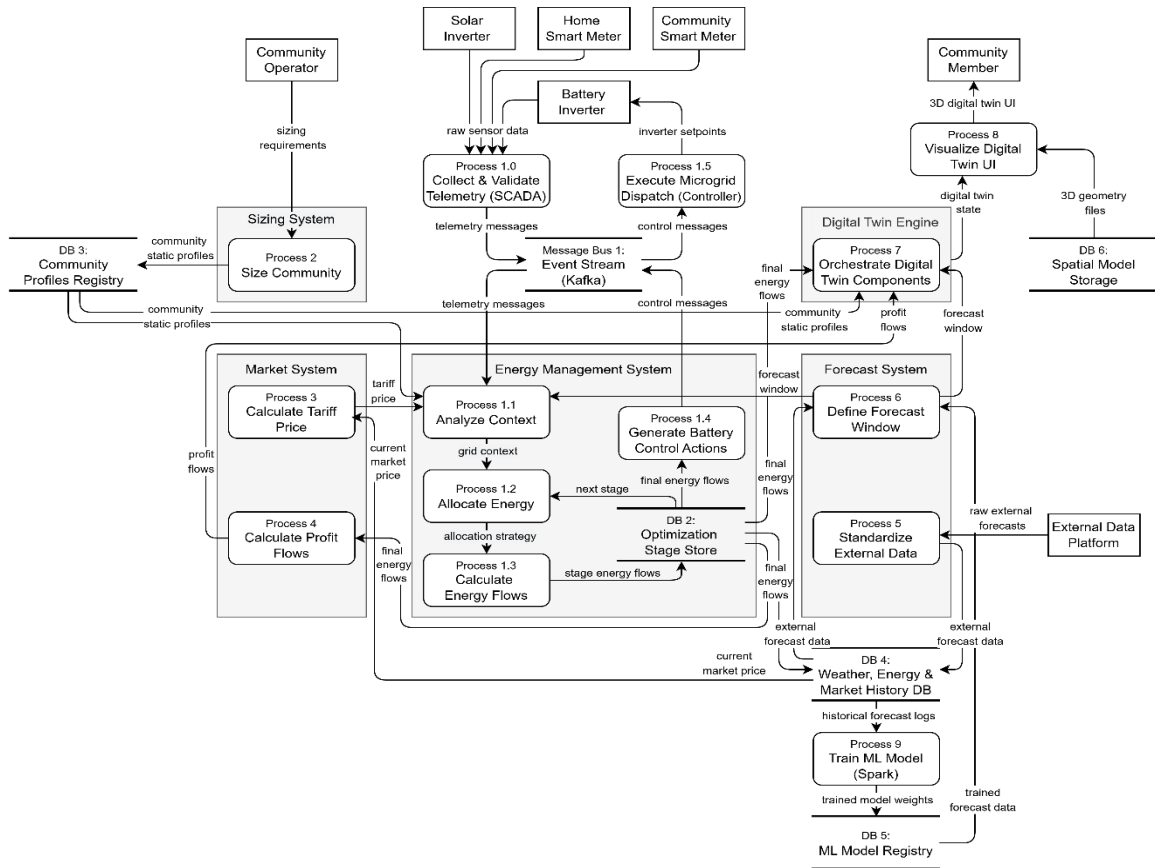 Solar
Inverter
Home
Smart Meter
Community
Smart Meter
Community
Operator
Community
Member
Battery
Inverter
3D digital twin UI
sizing
requirements
raw sensor data
inverter setpoints
Process 8
Visualize Digital
Twin UI
Process 1.0
Collect & Validate
Telemetry (SCADA)
Process 1.5
Execute Microgrid
Dispatch (Controller)
digital twin
state
3D geometry
files
Sizing System
telemetry messages
control messages
Digital Twin Engine
DB 3:
Community
Profiles Registry
community
static profiles
Process 2
Size Community
Message Bus 1:
Event Stream
(Kafka)
final
energy
flows
Process 7
Orchestrate Digital
Twin Components
DB 6:
Spatial Model
Storage
telemetry messages
control messages
community
static profiles
community
static profiles
profit
flows
forecast
window
Market System
Energy Management System
Forecast System
Process 3
Calculate Tariff
Price
tariff
price
Process 1.1
Analyze Context
forecast
window
Process 1.4
Generate Battery
Control Actions
Process 6
Define Forecast
Window
profit
flows
current
market
price
grid context
final
energy
flows
Process 1.2
Allocate Energy
next stage
final energy flows
raw external
forecasts
Process 4
Calculate Profit
Flows
final
energy flows
allocation strategy
DB 2:
Optimization
Stage Store
Process 5
Standardize
External Data
External Data
Platform
Process 1.3
Calculate
Energy Flows
stage energy flows
final
energy
flows
external
forecast data
external
forecast data
current
market price
DB 4:
Weather, Energy &
Market History DB
historical forecast logs
Process 9
Train ML Model
(Spark)
trained model weights
trained
forecast data
DB 5:
ML Model Registry